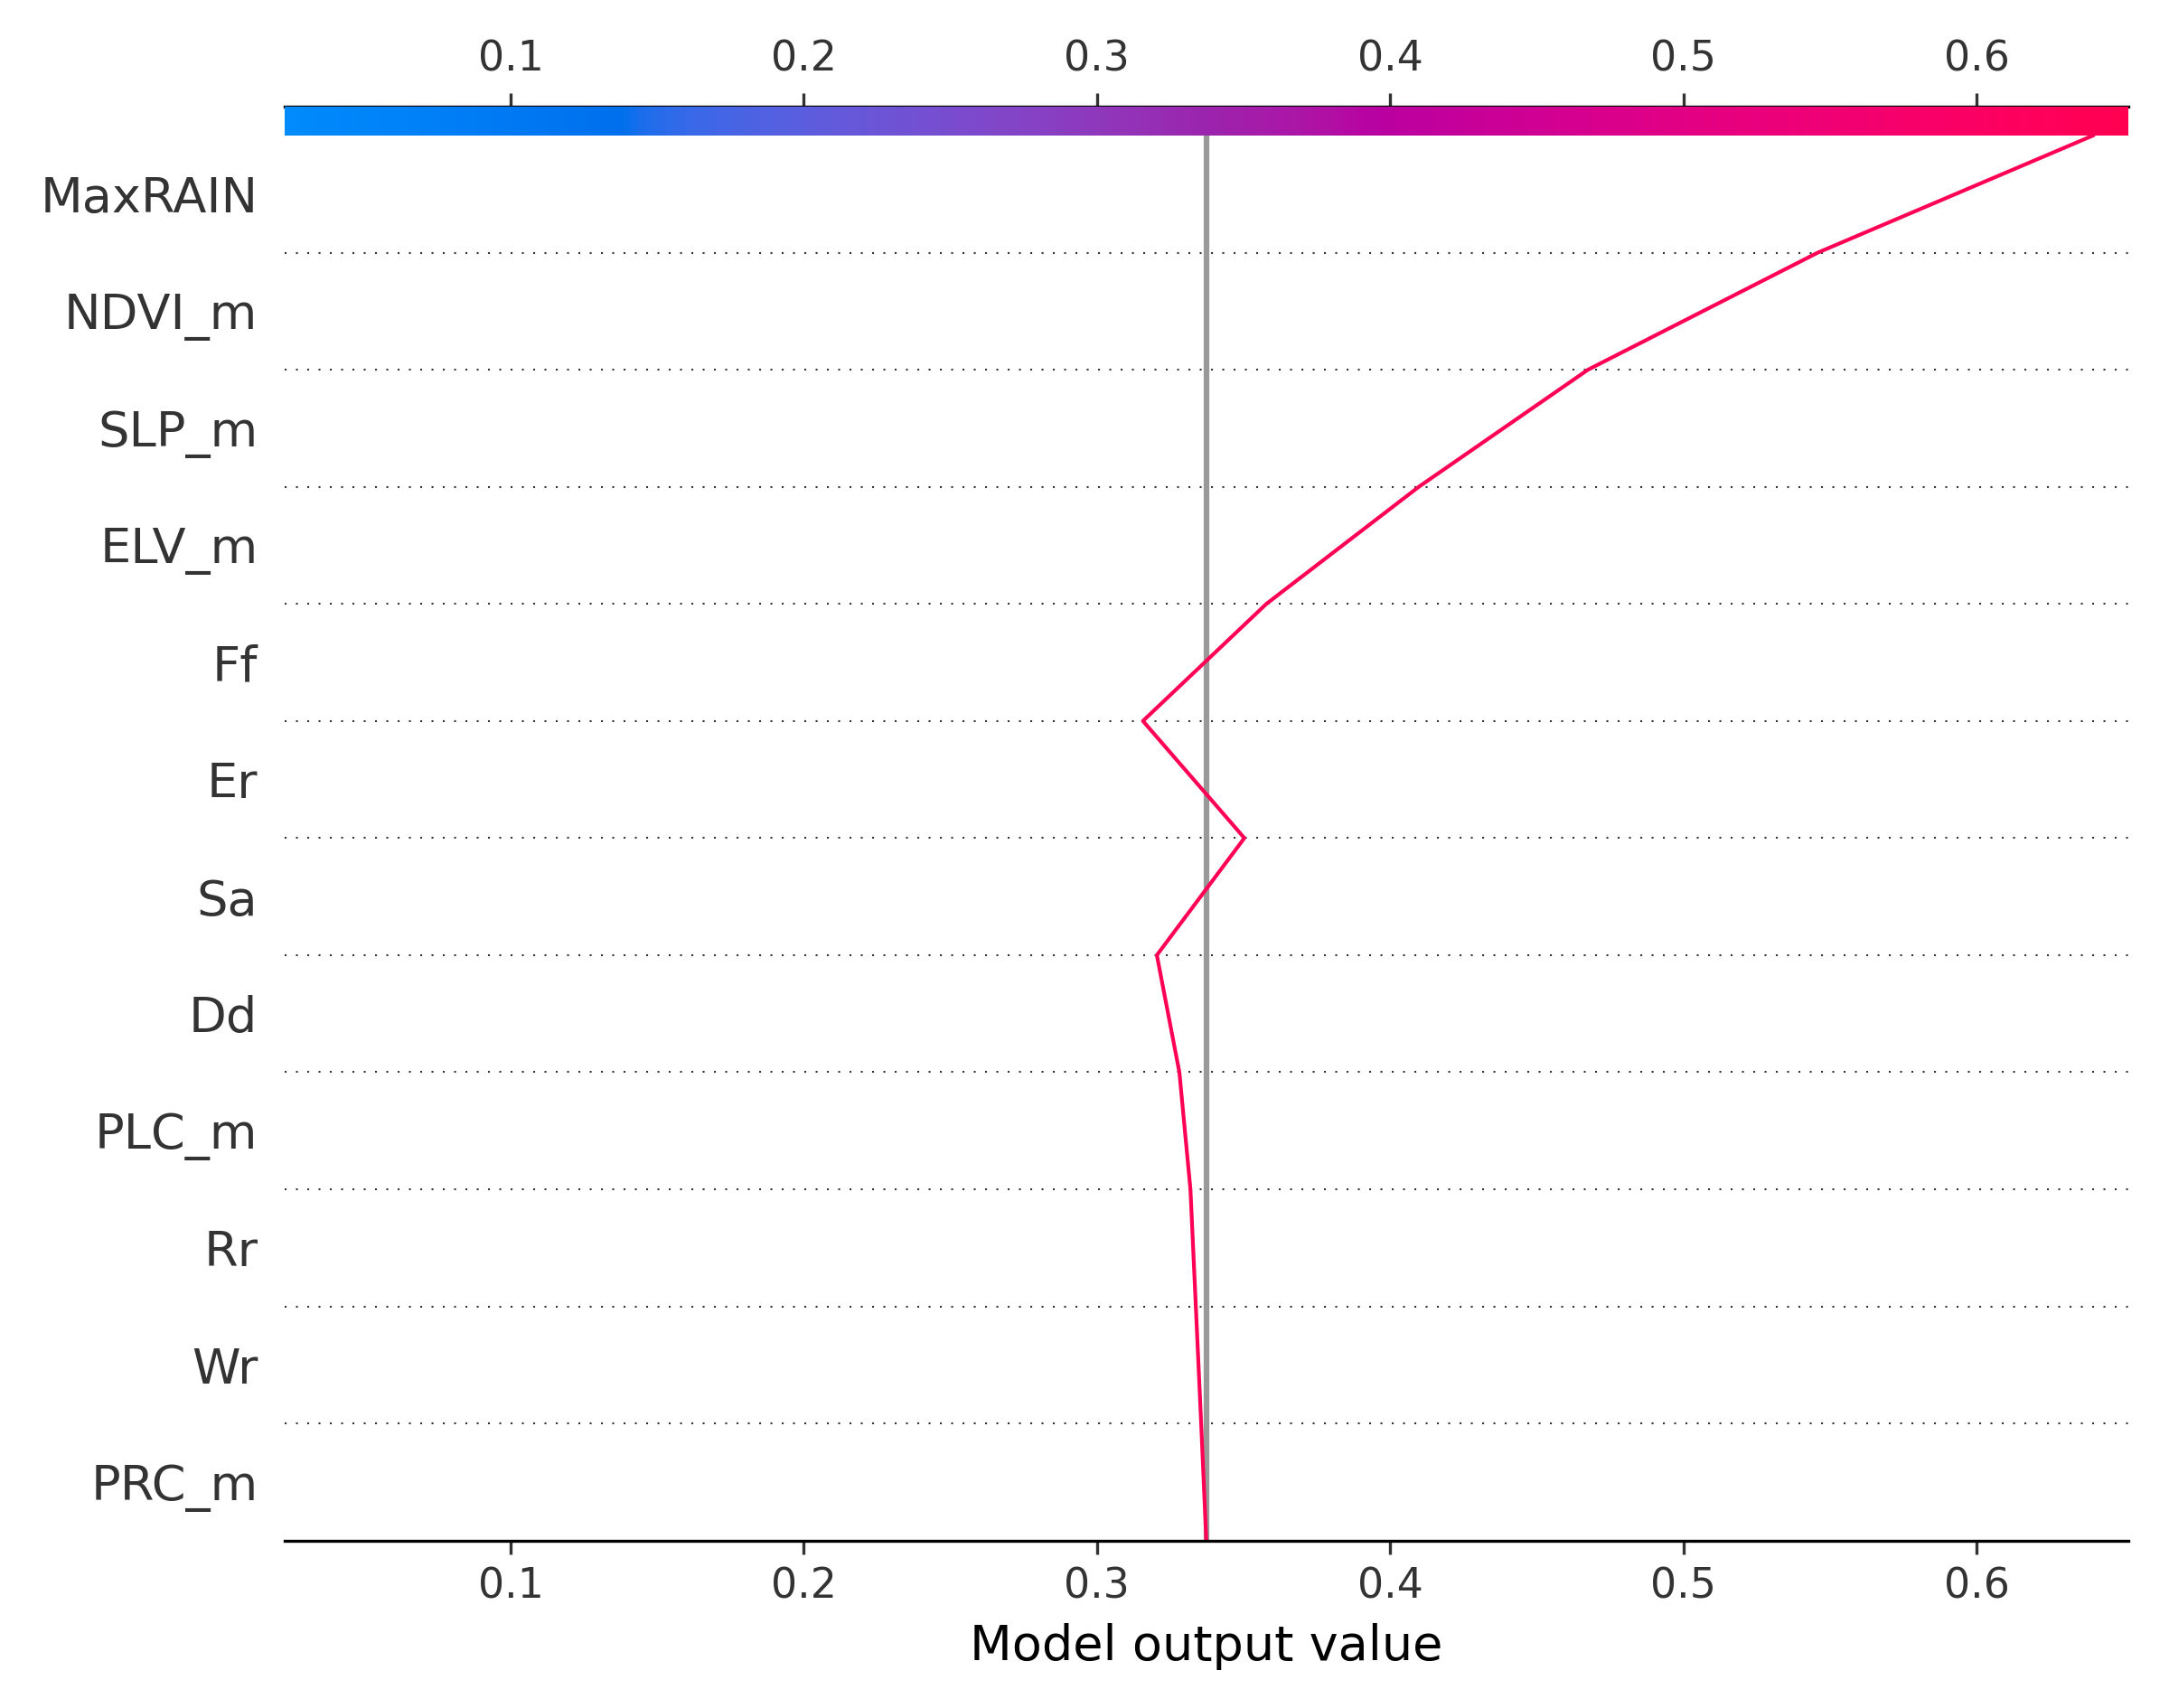 0.1 0.2 0.3 0.4 0.5 0.6
MaxRAIN
NDVI_m
SLP_m
ELV_m
Ff
Er
Sa
Dd
PLC_m
Rr
Wr
PRC_m
0.1 0.2 0.3 0.4 0.5 0.6
Model output value